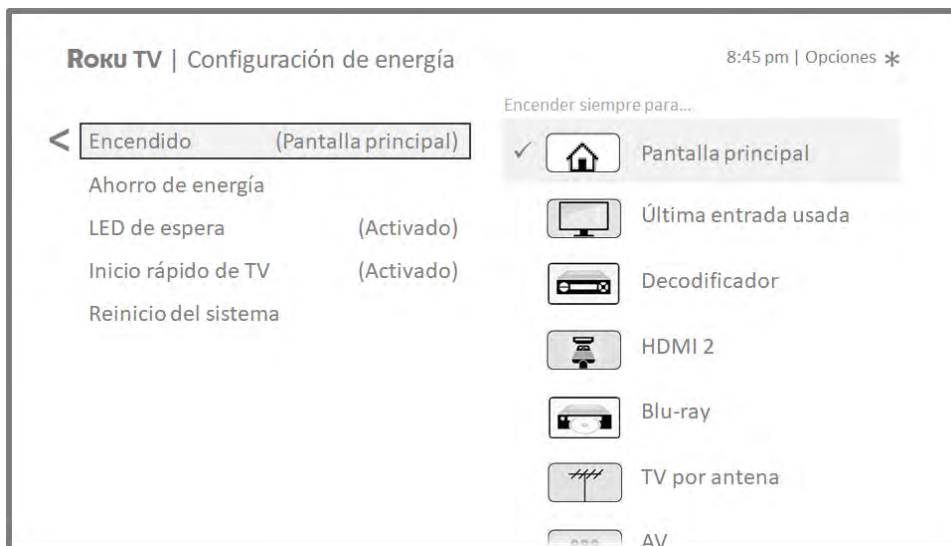 Roku TV | Configuración de energía
8:45 pm | Opciones *
< Encendido (Pantalla principal)
Ahorro de energía
LED de espera (Activado)
Inicio rápido de TV (Activado)
Reinicio del sistema
Encender siempre para...
✓ Pantalla principal
Última entrada usada
Decodificador
HDMI 2
Blu-ray
TV por antena
AV